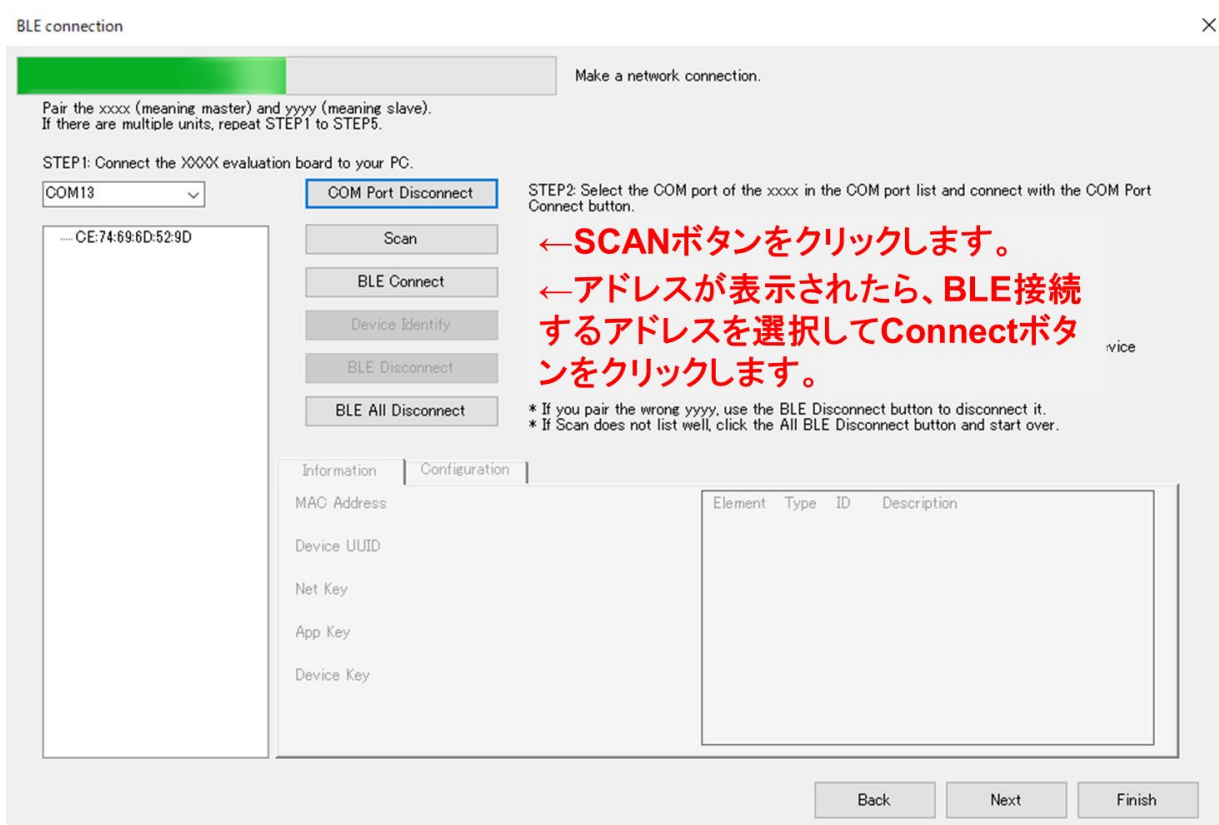 BLE connection
Make a network connection.
Pair the xxxx (meaning master) and yyyy (meaning slave).
If there are multiple units, repeat STEP1 to STEP5.
STEP1: Connect the XXXX evaluation board to your PC.
COM13
COM Port Disconnect
STEP2: Select the COM port of the xxxx in the COM port list and connect with the COM Port
Connect button.
CE:74:69:6D:52:9D
Scan
←SCANボタンをクリックします。
BLE Connect
←アドレスが表示されたら、BLE接続
するアドレスを選択してConnectボタ
ンをクリックします。
Device Identify
evice
BLE Disconnect
BLE All Disconnect
* If you pair the wrong yyyy, use the BLE Disconnect button to disconnect it.
* If Scan does not list well, click the All BLE Disconnect button and start over.
Information
Configuration
MAC Address
Element Type ID Description
Device UUID
Net Key
App Key
Device Key
Back
Next
Finish